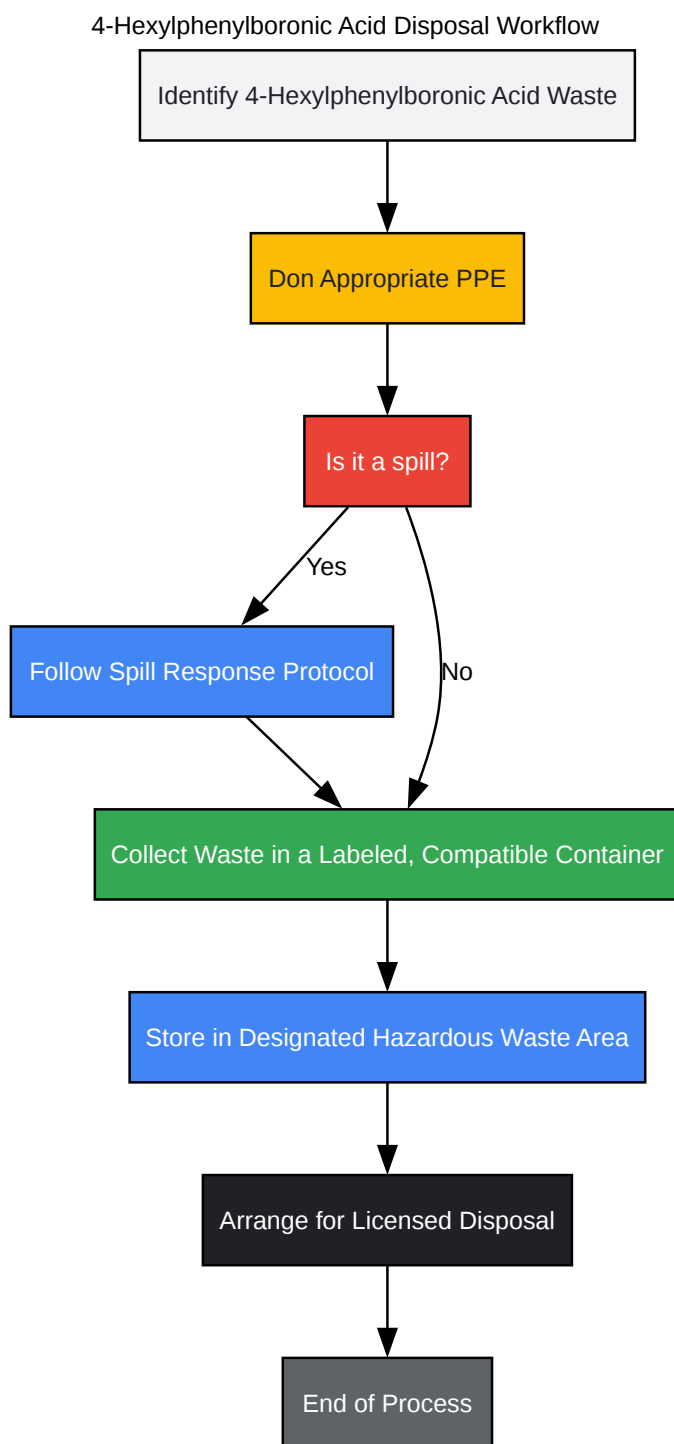 4-Hexylphenylboronic Acid Disposal Workflow
Identify 4-Hexylphenylboronic Acid Waste
Don Appropriate PPE
Is it a spill?
Yes
Follow Spill Response Protocol
No
Collect Waste in a Labeled, Compatible Container
Store in Designated Hazardous Waste Area
Arrange for Licensed Disposal
End of Process